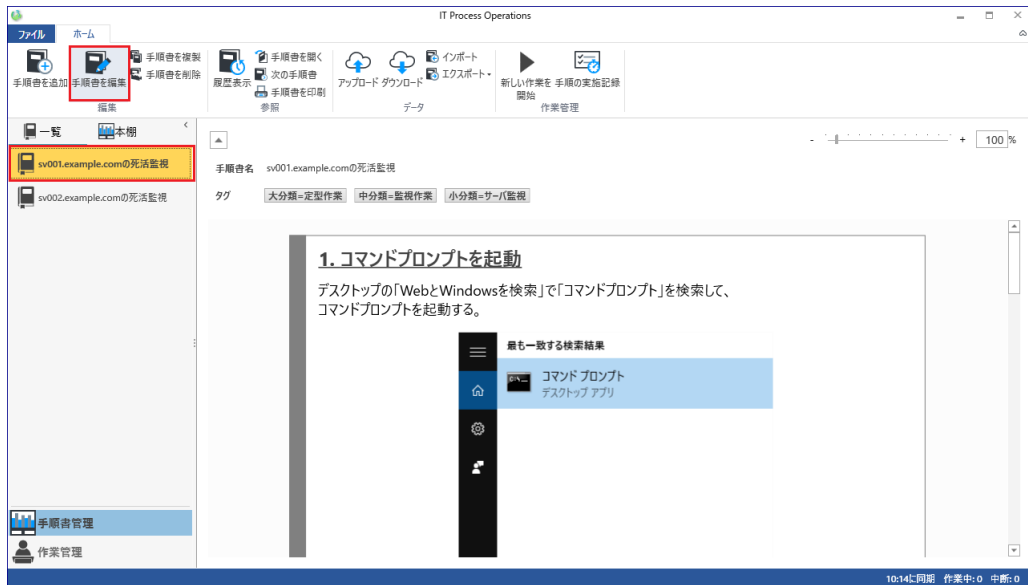 IT Process Operations
ファイル ホーム
手順書を追加 手順書を編集 手順書を複製 手順書を削除
編集
履歴表示 手順書を開く 次の手順書 手順書を印刷
参照
アップロード ダウンロード インポート エクスポート
データ
新しい作業を開始 手順の実施記録
作業管理
一覧 本棚
sv001.example.comの死活監視
sv002.example.comの死活監視
- + 100 %
手順書名 sv001.example.comの死活監視
タグ 大分類=定型作業 中分類=監視作業 小分類=サーバ監視
1. コマンドプロンプトを起動
デスクトップの「WebとWindowsを検索」で「コマンドプロンプト」を検索して、
コマンドプロンプトを起動する。
最も一致する検索結果
コマンド プロンプト
デスクトップ アプリ
手順書管理
作業管理
10:14に同期 作業中: 0 中断: 0